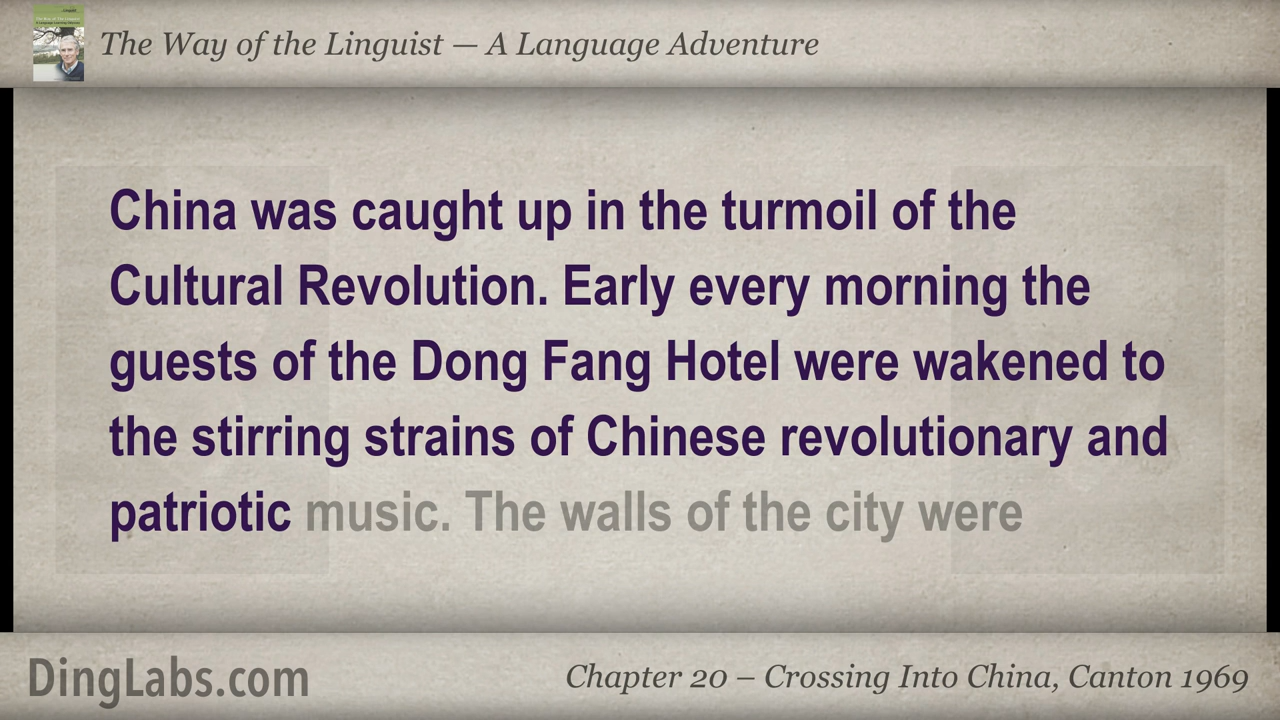 The Way of the Linguist — A Language Adventure
China was caught up in the turmoil of the
Cultural Revolution. Early every morning the
guests of the Dong Fang Hotel were wakened to
the stirring strains of Chinese revolutionary and
patriotic music. The walls of the city were
DingLabs.com
Chapter 20 – Crossing Into China, Canton 1969